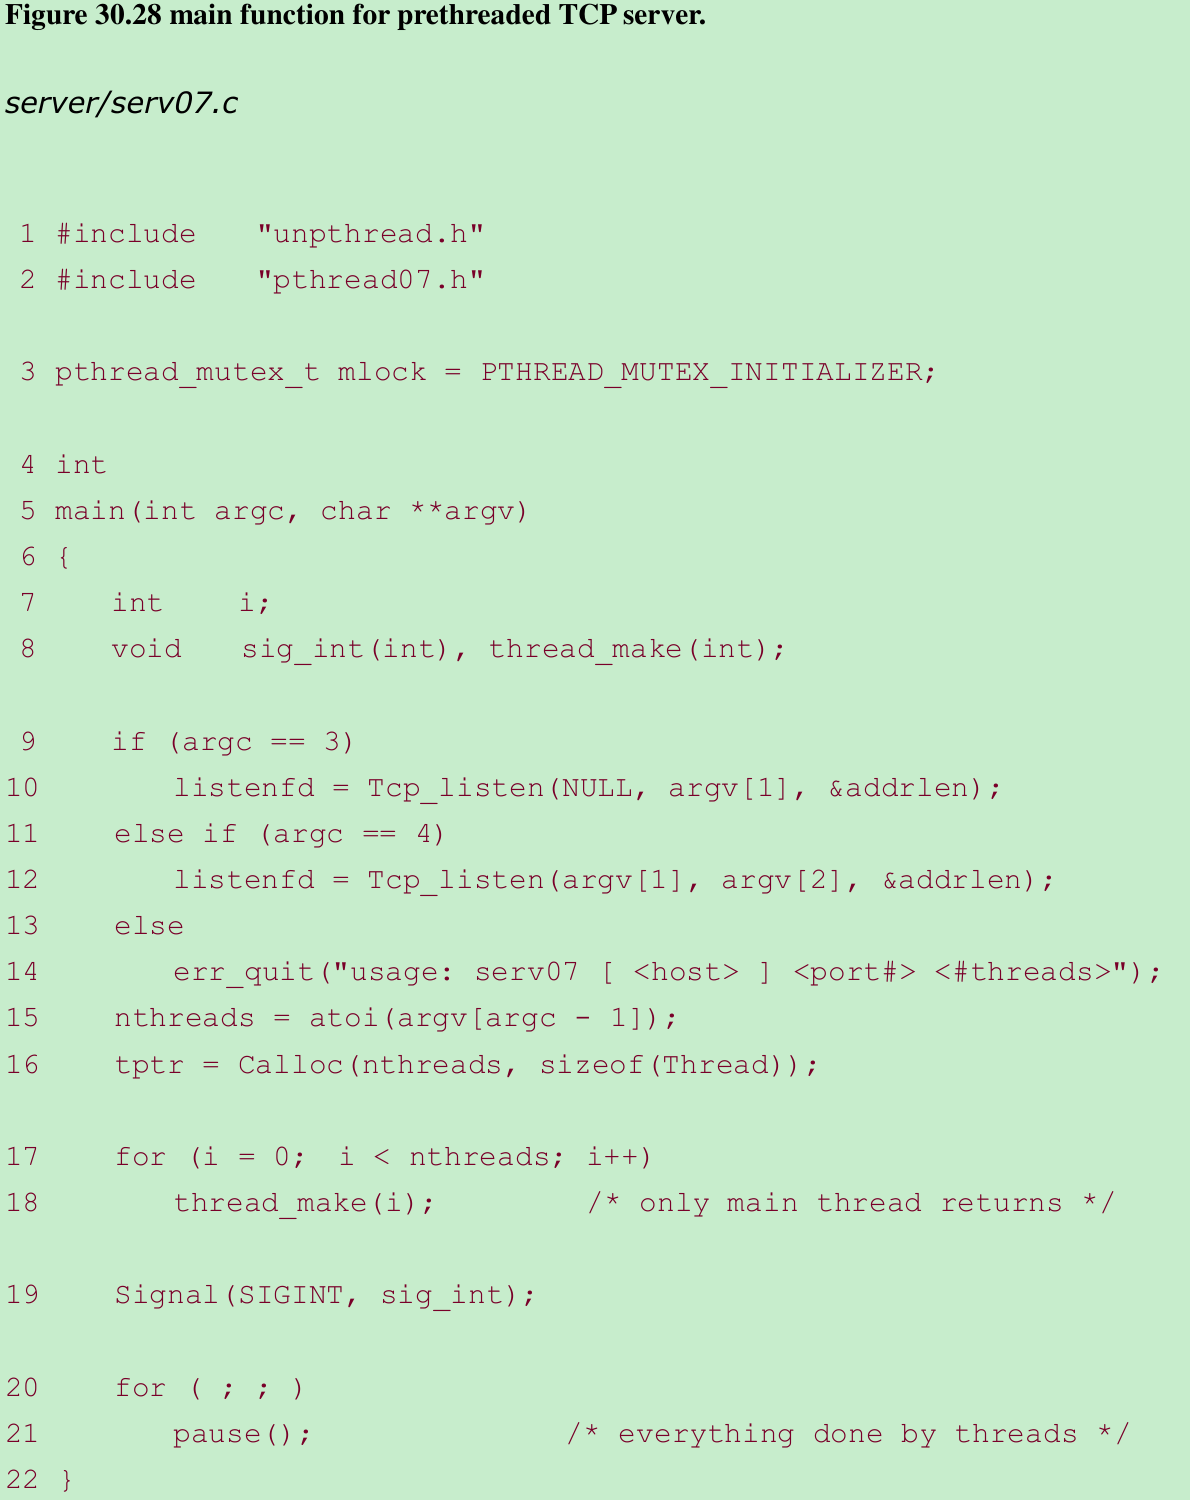 Figure 30.28 main function for prethreaded TCP server.
server/serv07.c
1 #include "unpthread.h"
2 #include "pthread07.h"
3 pthread_mutex_t mlock = PTHREAD_MUTEX_INITIALIZER;
4 int
5 main(int argc, char **argv)
6 {
7 int i;
8 void sig_int(int), thread_make(int);
9 if (argc == 3)
10 listenfd = Tcp_listen(NULL, argv[1], &addrlen);
11 else if (argc == 4)
12 listenfd = Tcp_listen(argv[1], argv[2], &addrlen);
13 else
14 err_quit("usage: serv07 [ <host> ] <port#> <#threads>");
15 nthreads = atoi(argv[argc - 1]);
16 tptr = Calloc(nthreads, sizeof(Thread));
17 for (i = 0; i < nthreads; i++)
18 thread_make(i); /* only main thread returns */
19 Signal(SIGINT, sig_int);
20 for ( ; ; )
21 pause(); /* everything done by threads */
22 }